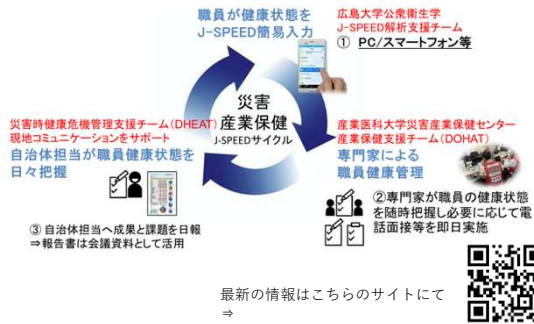 職員が健康状態を
J-SPEED簡易入力
広島大学公衆衛生学
J-SPEED解析支援チーム
① PC/スマートフォン等
災害
産業保健
J-SPEEDサイクル
災害時健康危機管理支援チーム(DHEAT)
現地コミュニケーションをサポート
自治体担当が職員健康状態を
日々把握
産業医科大学災害産業保健センター
産業保健支援チーム(DOHAT)
専門家による
職員健康管理
②専門家が職員の健康状態
を随時把握し必要に応じて電
話面接等を即日実施
③ 自治体担当へ成果と課題を日報
⇒報告書は会議資料として活用
最新の情報はこちらのサイトにて
⇒